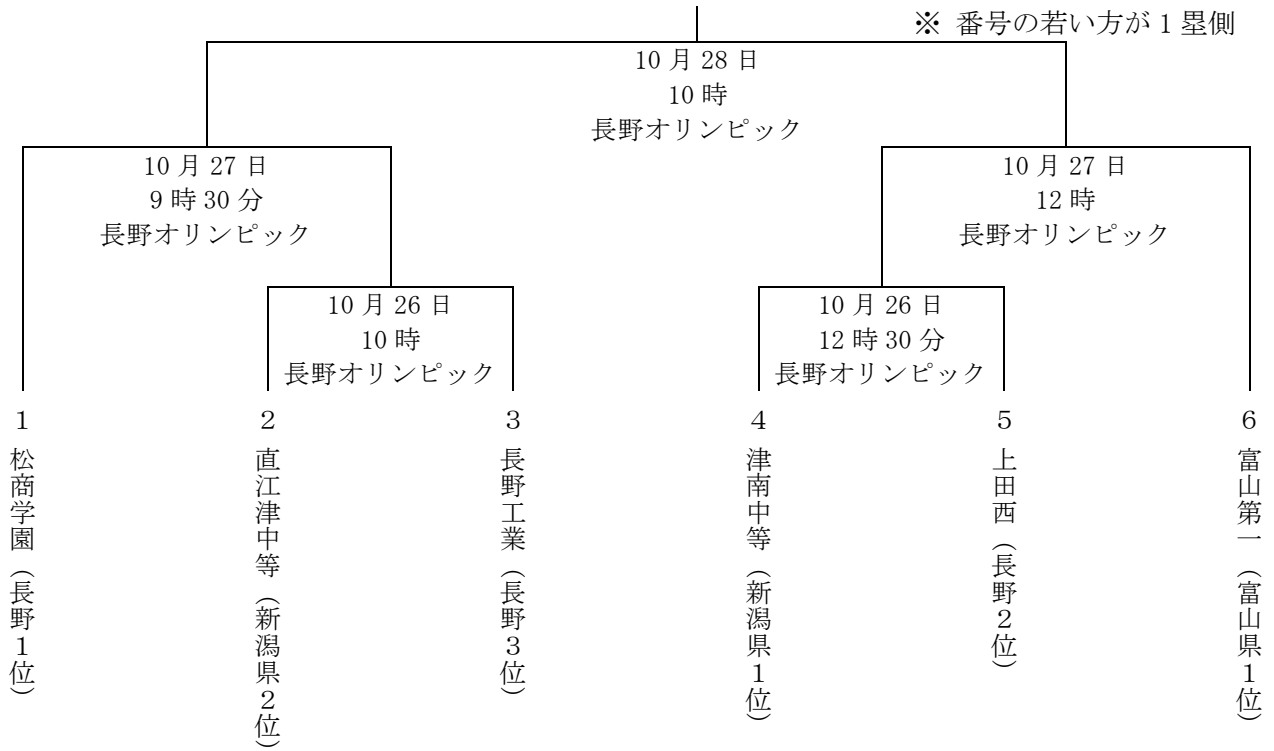 ※ 番号の若い方が1塁側
10月28日
10時
長野オリンピック
10月27日
9時30分
長野オリンピック
10月27日
12時
長野オリンピック
10月26日
10時
長野オリンピック
10月26日
12時30分
長野オリンピック
1
松商学園（長野1位）
2
直江津中等（新潟県2位）
3
長野工業（長野3位）
4
津南中等（新潟県1位）
5
上田西（長野2位）
6
富山第一（富山県1位）